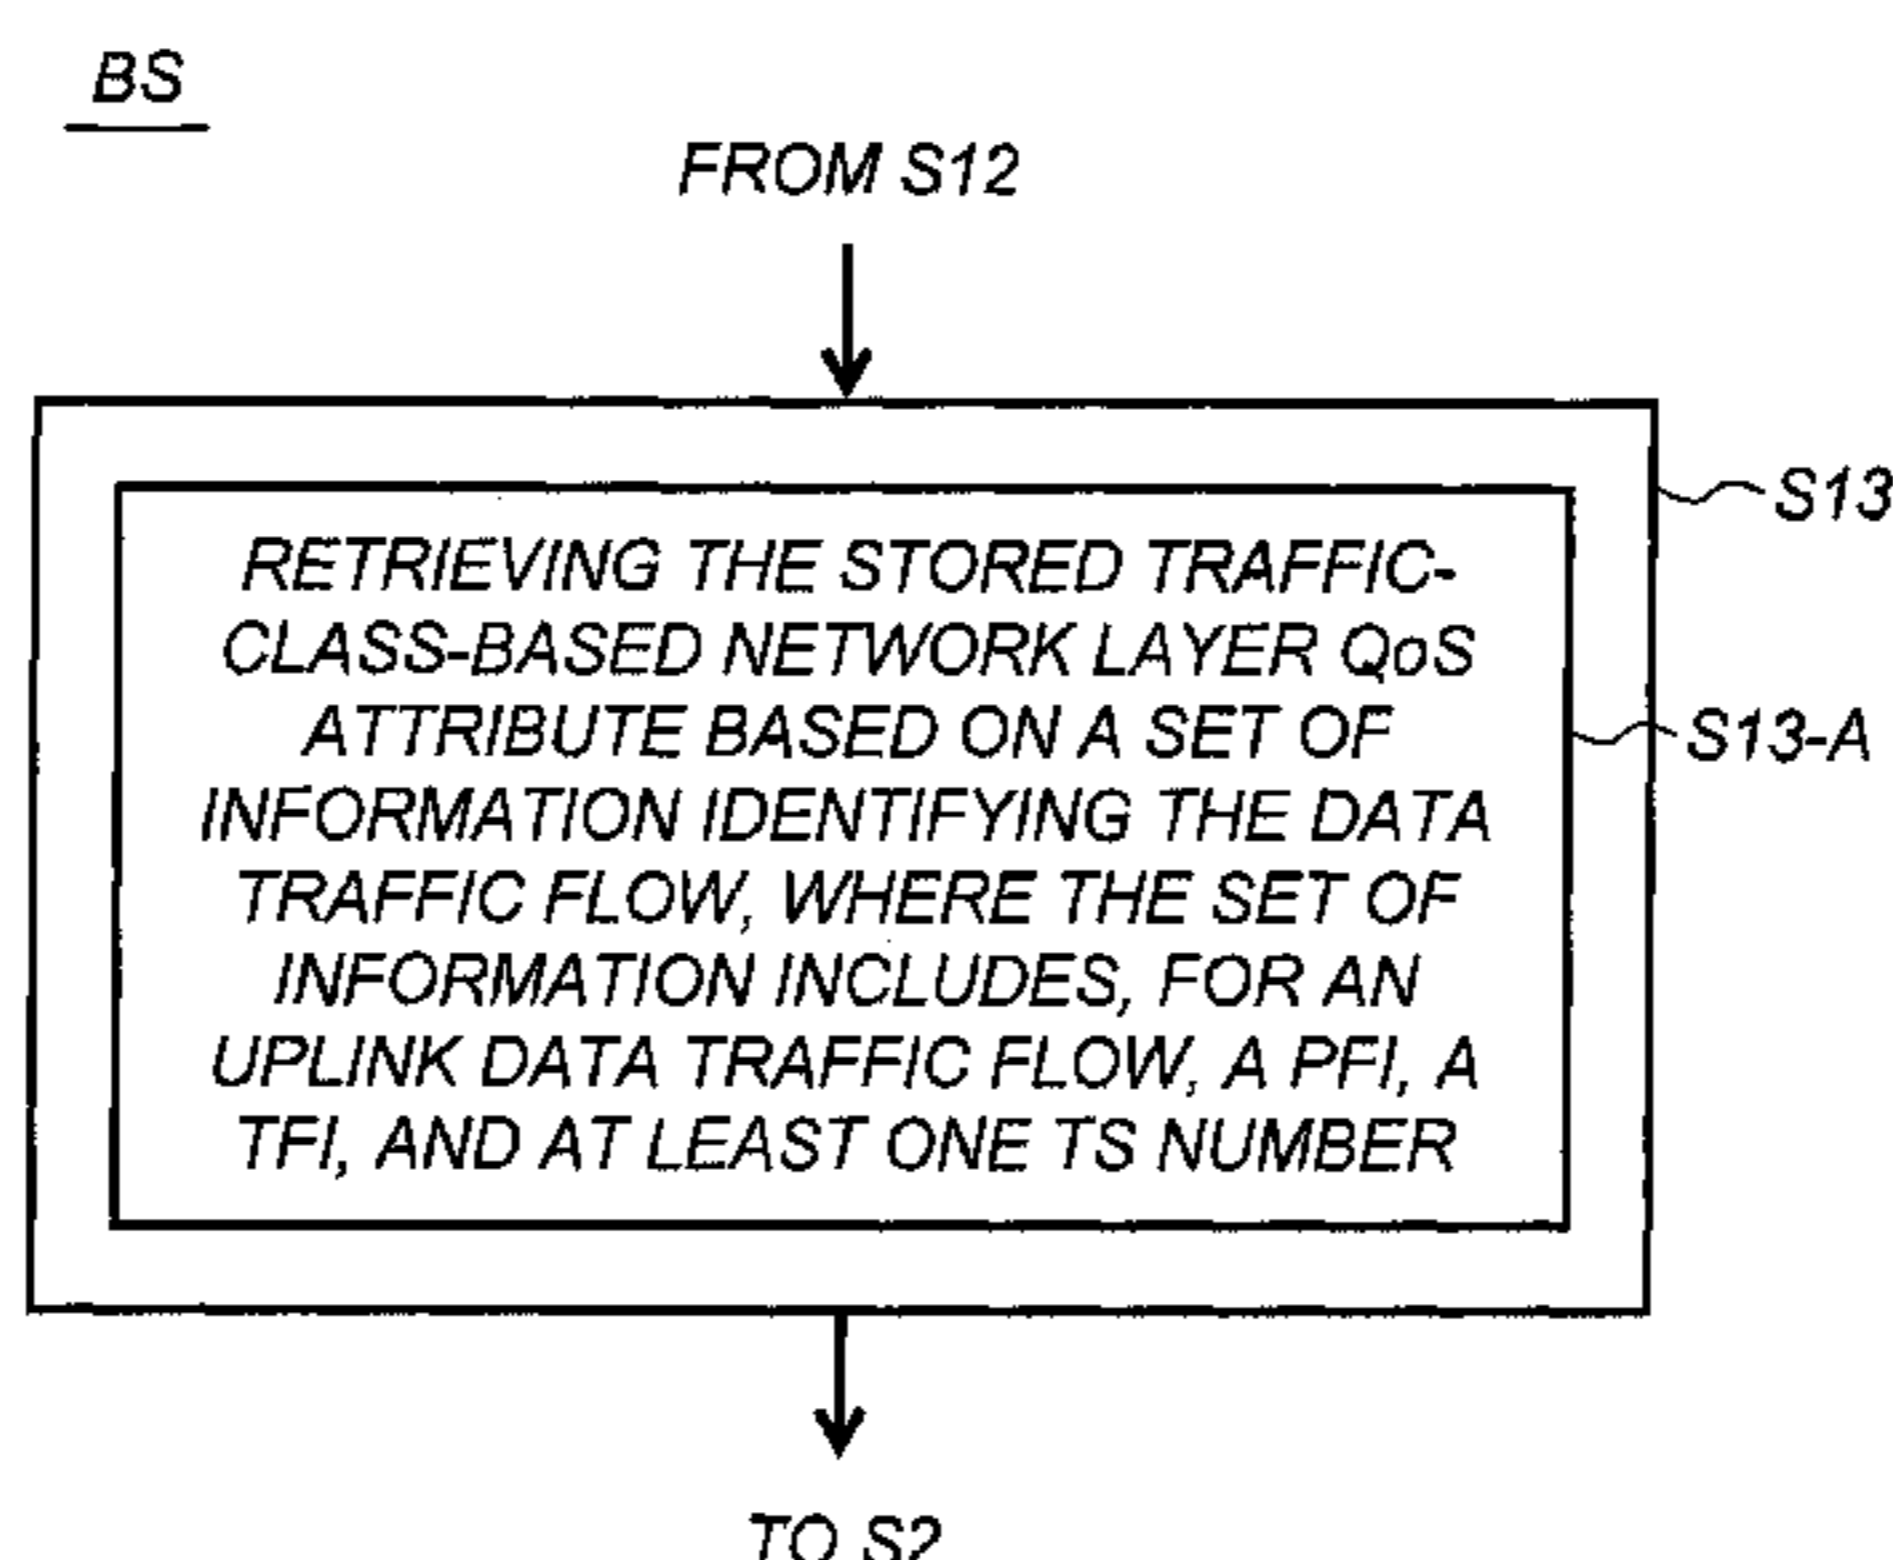 BS
FROM S12
S13
RETRIEVING THE STORED TRAFFIC-
CLASS-BASED NETWORK LAYER QoS
ATTRIBUTE BASED ON A SET OF
S13-A
INFORMATION IDENTIFYING THE DATA
TRAFFIC FLOW, WHERE THE SET OF
INFORMATION INCLUDES, FOR AN
UPLINK DATA TRAFFIC FLOW, A PFI, A
TFI, AND AT LEAST ONE TS NUMBER
TO S2